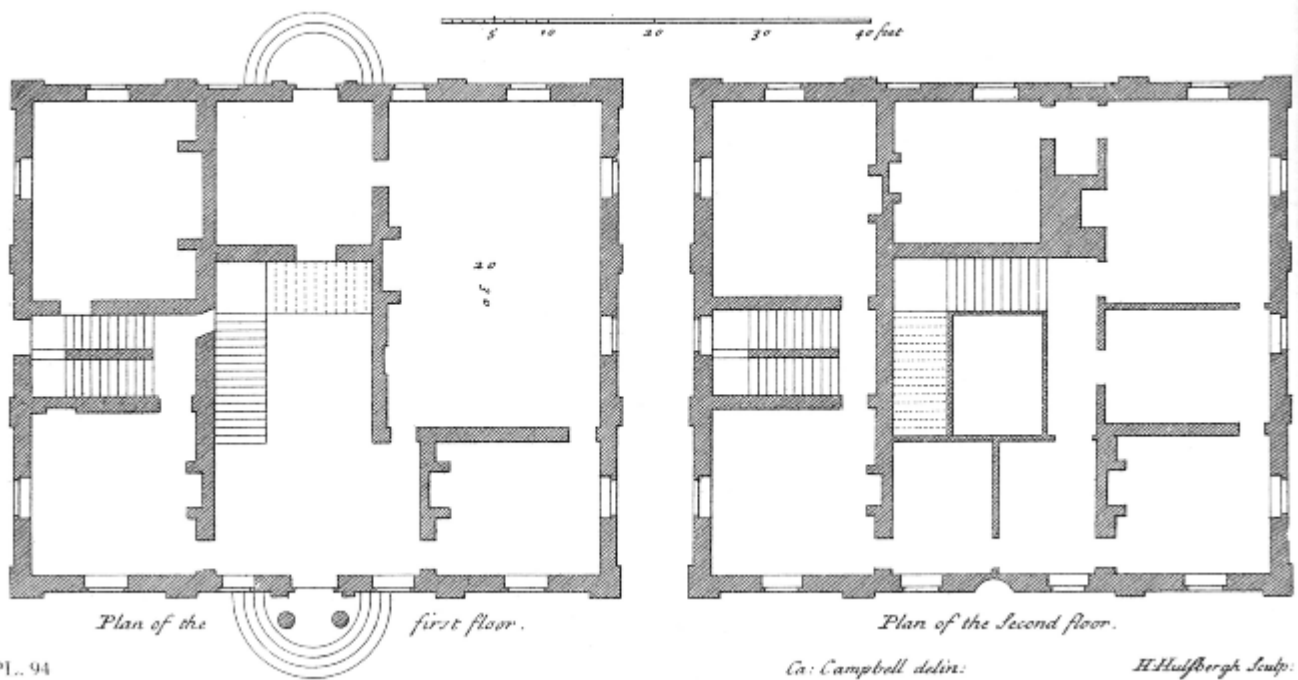 5 10 20 30 40 feet
20
30
Plan of the first floor.
Plan of the Second floor.
PL. 94
Ca: Campbell delin:
H. Hulsbergh Sculp: